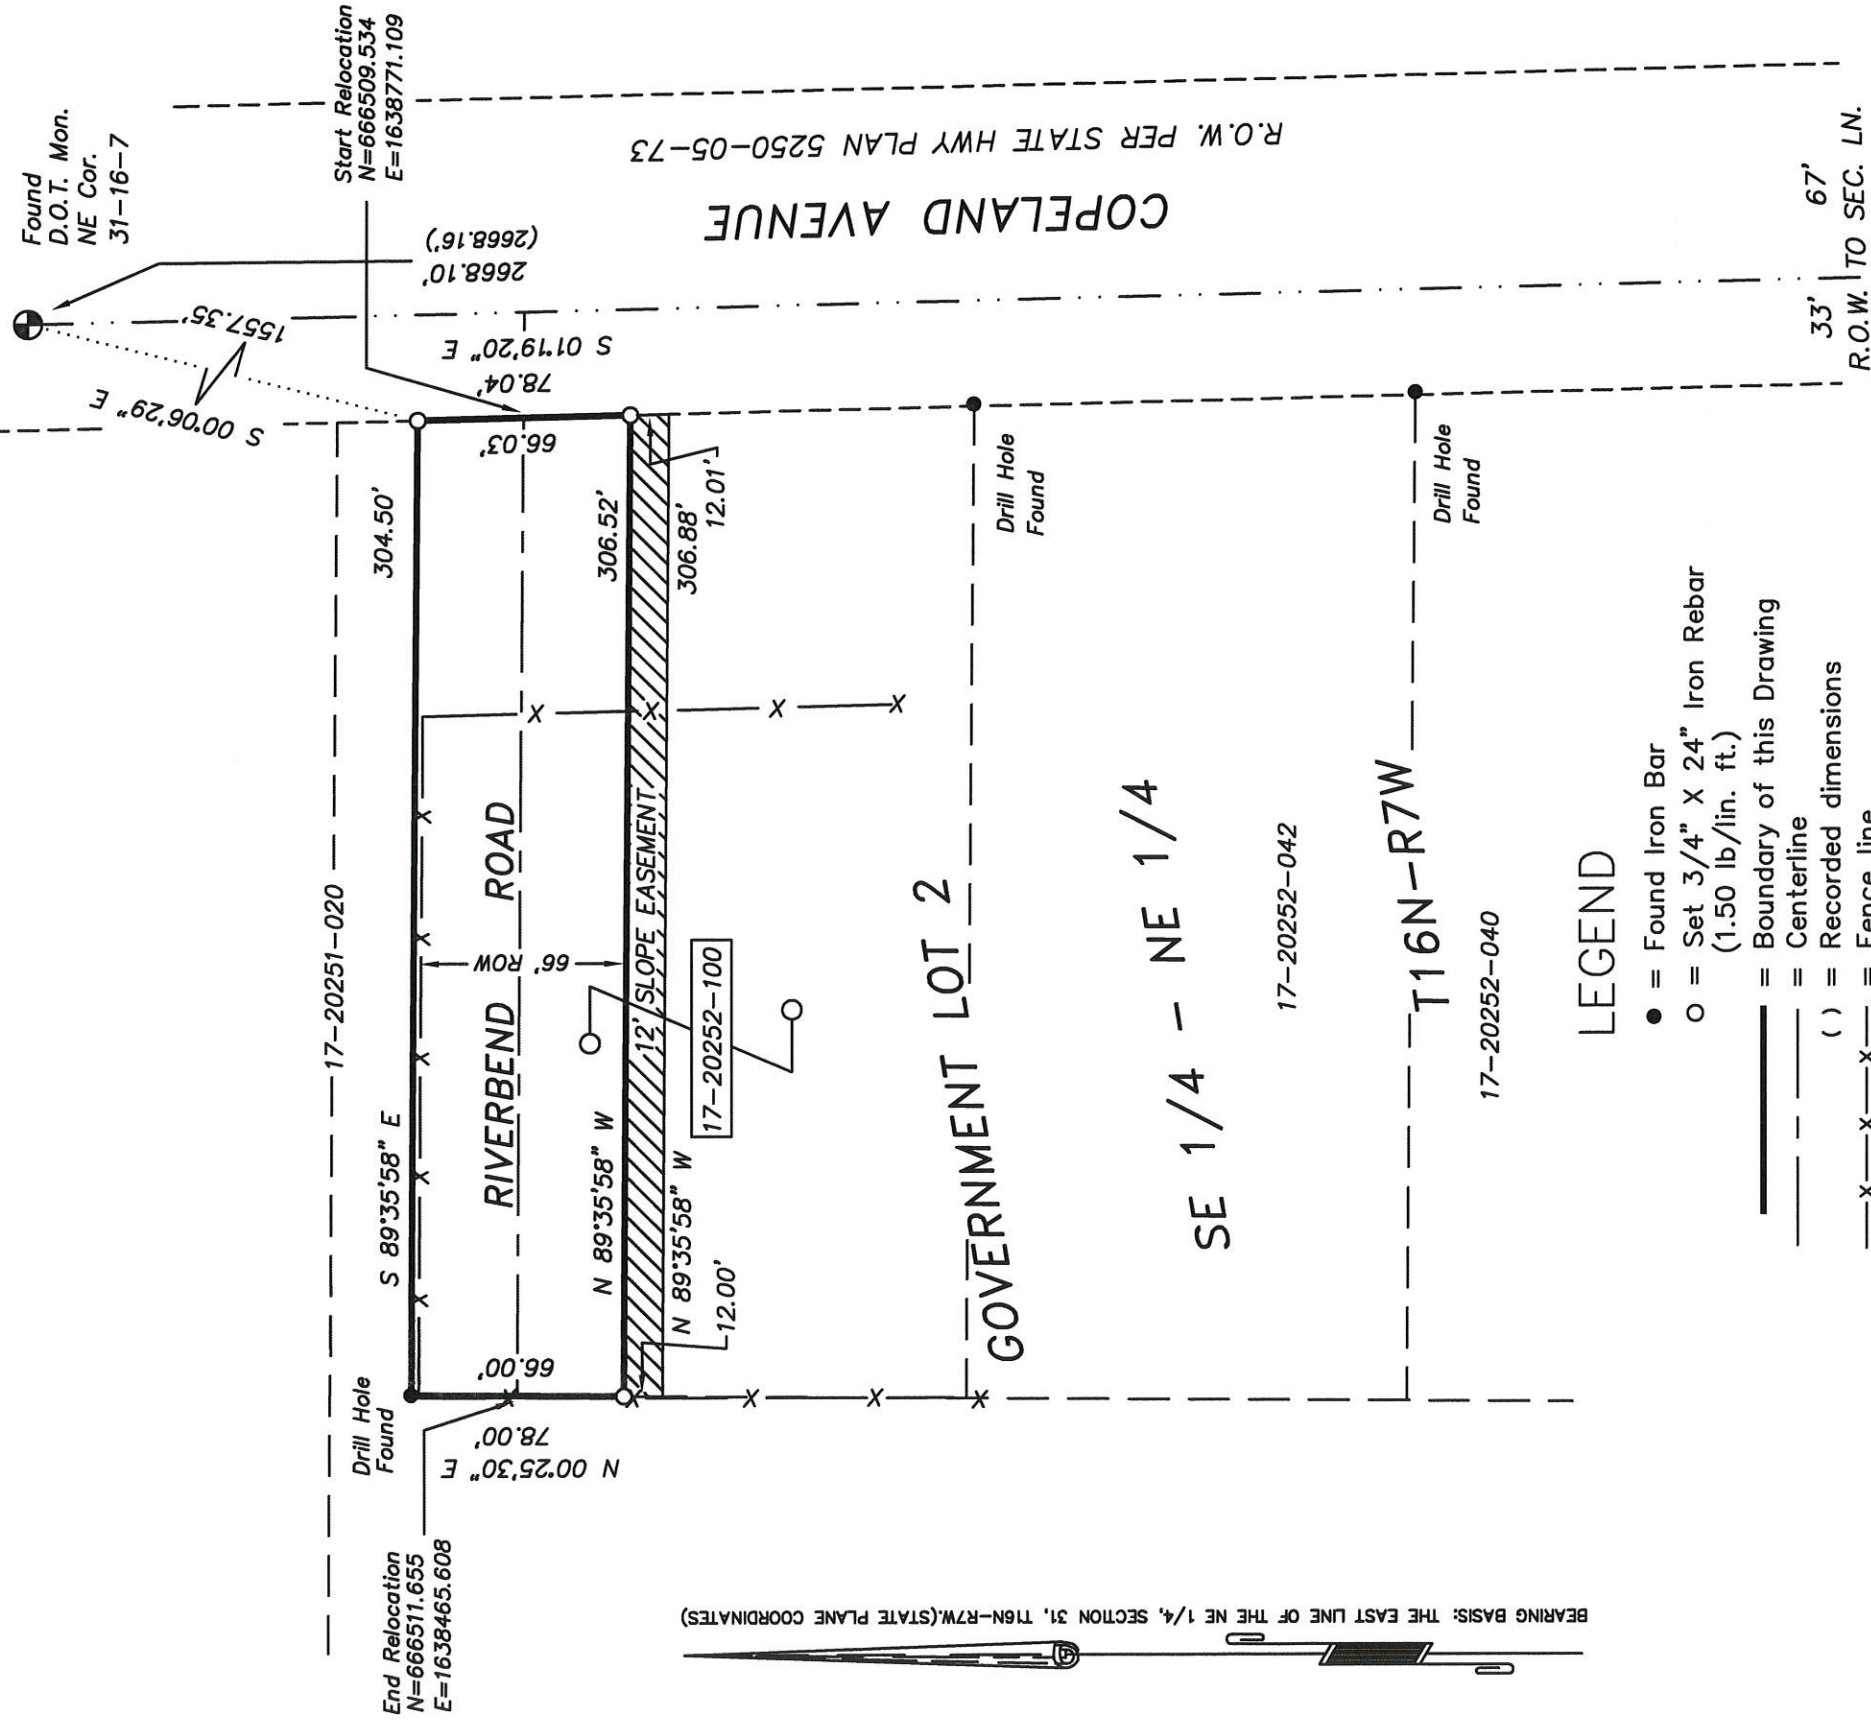 Found
D.O.T. Mon.
NE Cor.
31-16-7
Start Relocation
N=666509.534
E=1638771.109
S 00°06'29" E
1557.35'
2668.10'
(2668.16')
S 01°19'20" E
78.04'
66.03'
R.O.W. PER STATE HWY PLAN 5250-05-73
COPELAND AVENUE
17-20251-020
304.50'
S 89°35'58" E
RIVERBEND ROAD
66' ROW
306.52'
N 89°35'58" W
12' SLOPE EASEMENT
306.88'
12.01'
N 89°35'58" W
12.00'
17-20252-100
Drill Hole
Found
66.00'
78.00'
N 00°25'30" E
End Relocation
N=666511.655
E=1638465.608
Drill Hole
Found
GOVERNMENT LOT 2
SE 1/4 - NE 1/4
17-20252-042
Drill Hole
Found
T16N-R7W
17-20252-040
33'
67'
R.O.W. TO SEC. LN.
LEGEND
● = Found Iron Bar
○ = Set 3/4" X 24" Iron Rebar
(1.50 lb/lin. ft.)
= Boundary of this Drawing
= Centerline
( ) = Recorded dimensions
—x—x—x— = Fence line
BEARING BASIS: THE EAST LINE OF THE NE 1/4, SECTION 31, T16N-R7W.(STATE PLANE COORDINATES)